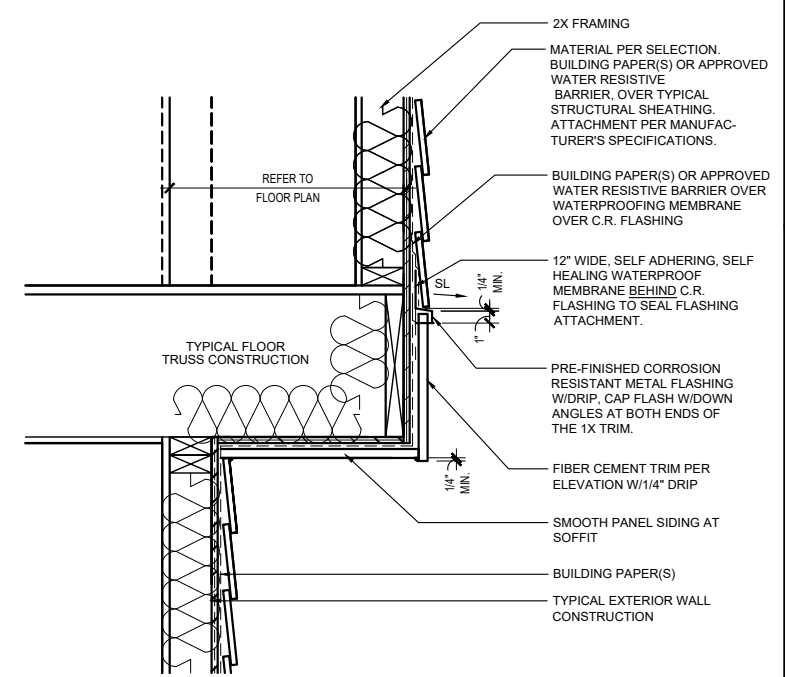 2X FRAMING
MATERIAL PER SELECTION.
BUILDING PAPER(S) OR APPROVED
WATER RESISTIVE
BARRIER, OVER TYPICAL
STRUCTURAL SHEATHING.
ATTACHMENT PER MANUFAC-
TURER'S SPECIFICATIONS.
REFER TO
FLOOR PLAN
BUILDING PAPER(S) OR APPROVED
WATER RESISTIVE BARRIER OVER
WATERPROOFING MEMBRANE
OVER C.R. FLASHING
12" WIDE, SELF ADHERING, SELF
HEALING WATERPROOF
MEMBRANE BEHIND C.R.
FLASHING TO SEAL FLASHING
ATTACHMENT.
SL
1/4"
MIN.
1"
TYPICAL FLOOR
TRUSS CONSTRUCTION
PRE-FINISHED CORROSION
RESISTANT METAL FLASHING
W/DRIP, CAP FLASH W/DOWN
ANGLES AT BOTH ENDS OF
THE 1X TRIM.
FIBER CEMENT TRIM PER
ELEVATION W/1/4" DRIP
1/4"
MIN.
SMOOTH PANEL SIDING AT
SOFFIT
BUILDING PAPER(S)
TYPICAL EXTERIOR WALL
CONSTRUCTION